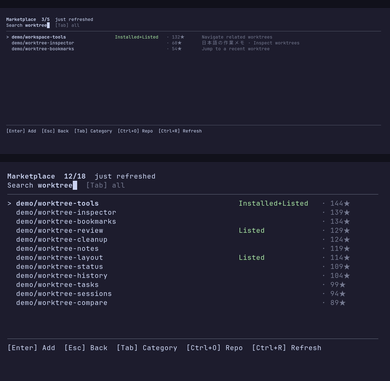 Marketplace 3/5 just refreshed
Search worktree [Tab] all
> demo/workspace-tools Installed+Listed · 132★ Navigate related worktrees
demo/worktree-inspector · 48★ 日本語の作業メモ · Inspect worktrees
demo/worktree-bookmarks · 34★ Jump to a recent worktree
[Enter] Add [Esc] Back [Tab] Category [Ctrl+O] Repo [Ctrl+R] Refresh
Marketplace 12/18 just refreshed
Search worktree [Tab] all
> demo/worktree-tools Installed+Listed · 144★
demo/worktree-inspector · 139★
demo/worktree-bookmarks · 134★
demo/worktree-review Listed · 129★
demo/worktree-cleanup · 124★
demo/worktree-notes · 119★
demo/worktree-layout Listed · 114★
demo/worktree-status · 109★
demo/worktree-history · 104★
demo/worktree-tasks · 99★
demo/worktree-sessions · 94★
demo/worktree-compare · 89★
[Enter] Add [Esc] Back [Tab] Category [Ctrl+O] Repo [Ctrl+R] Refresh